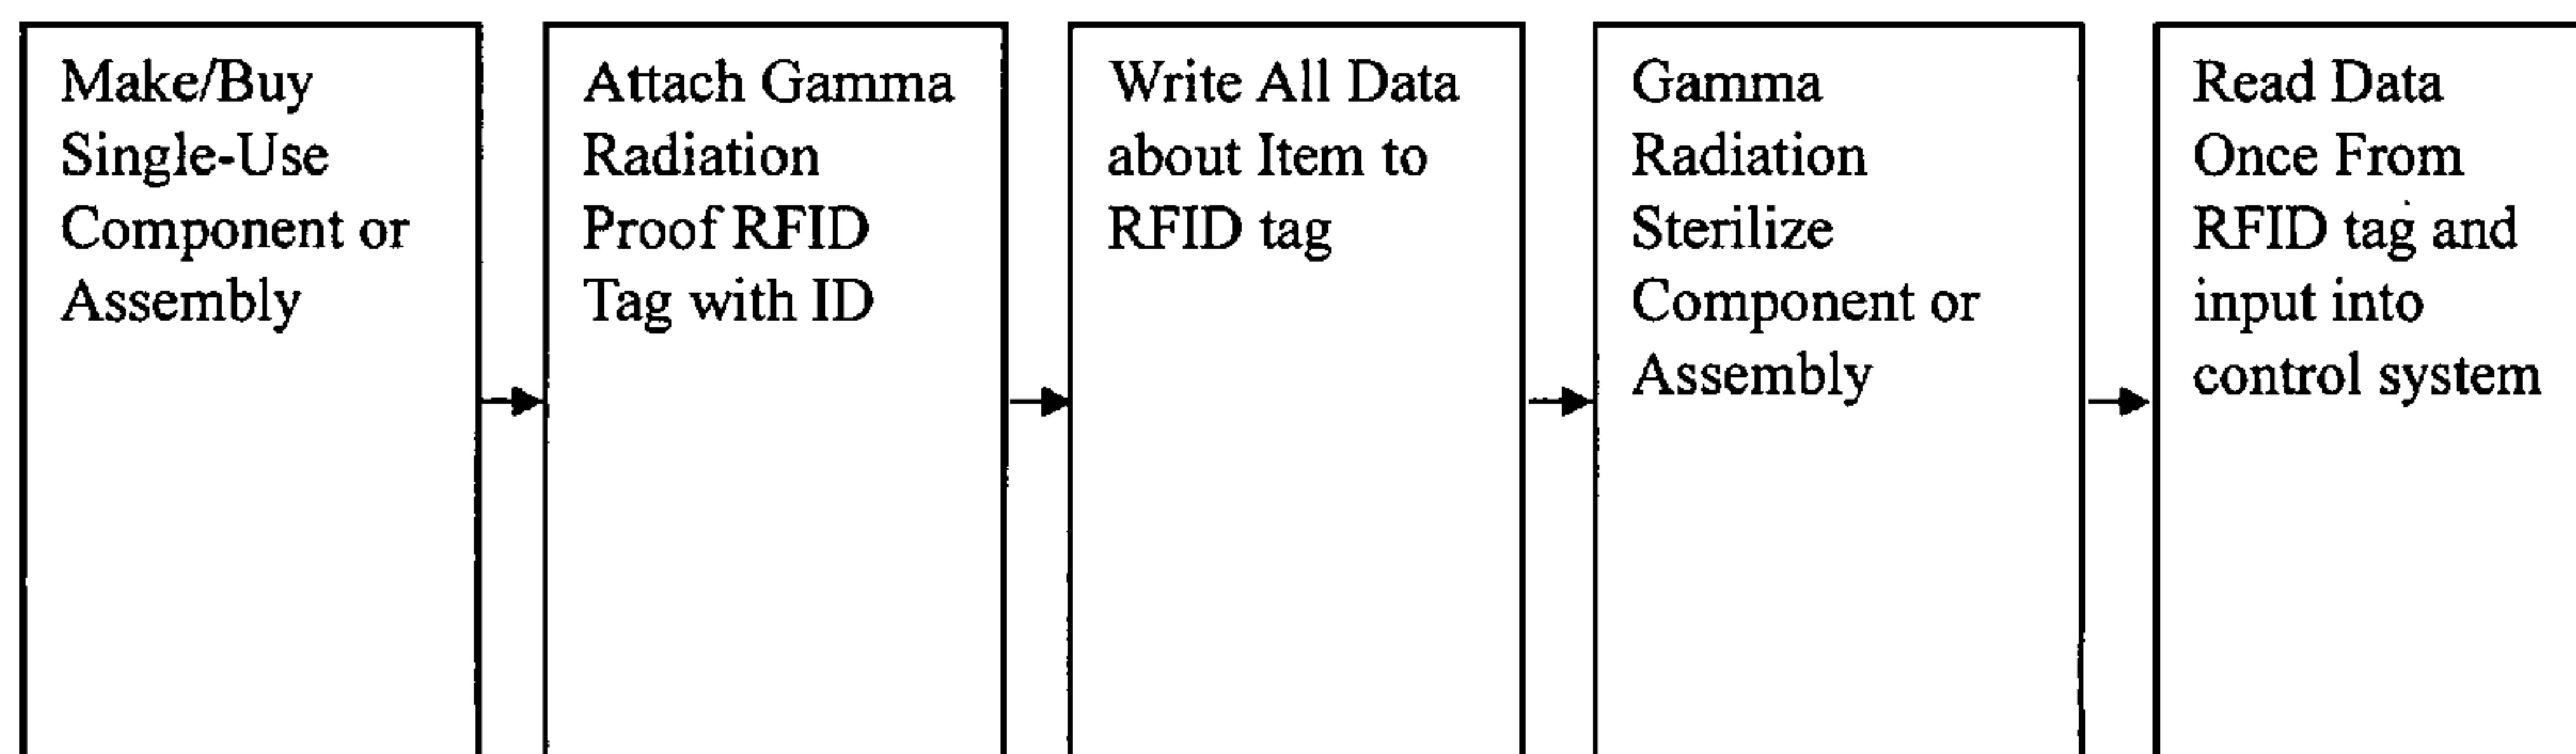 Make/Buy
Single-Use
Component or
Assembly
Attach Gamma
Radiation
Proof RFID
Tag with ID
Write All Data
about Item to
RFID tag
Gamma
Radiation
Sterilize
Component or
Assembly
Read Data
Once From
RFID tag and
input into
control system